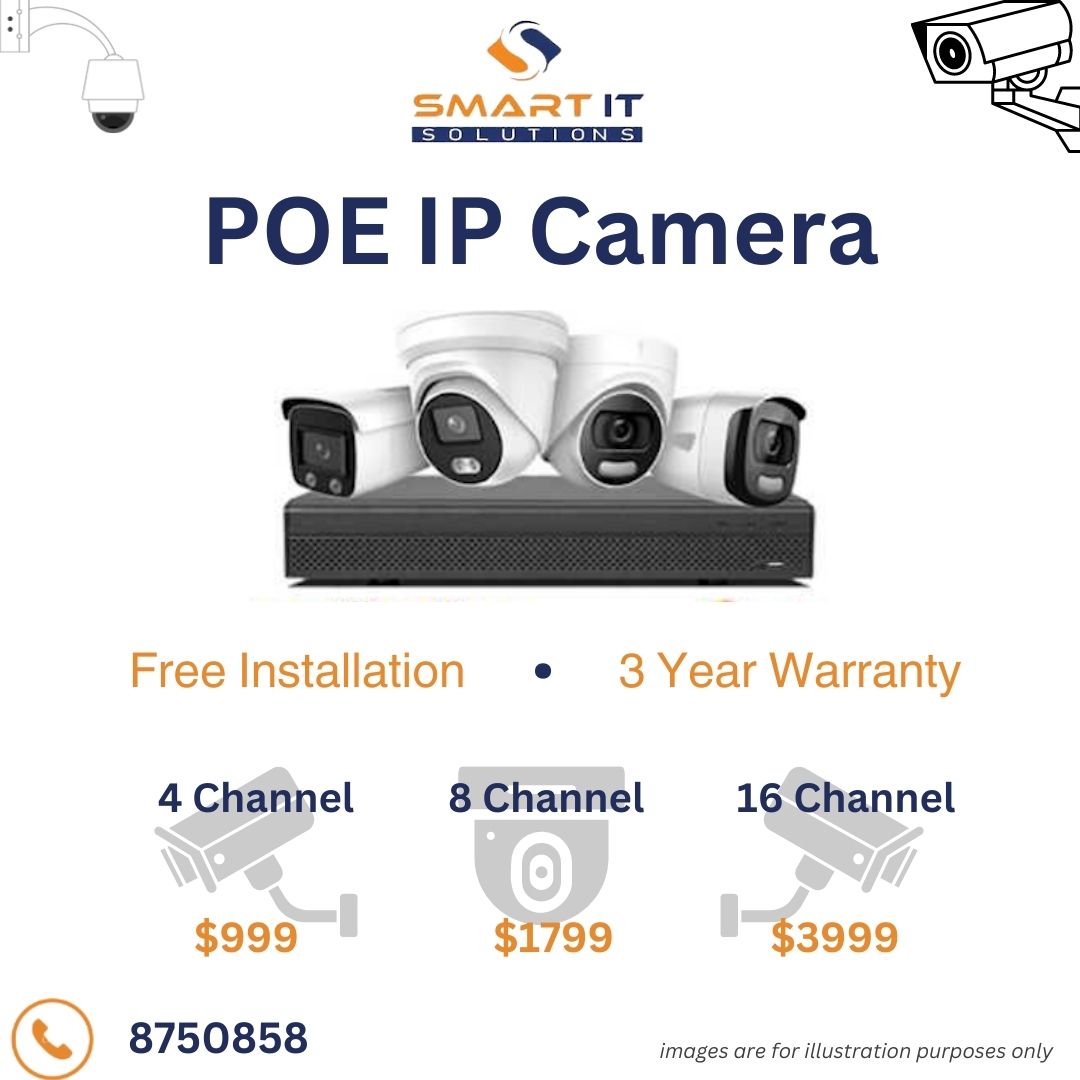 SMART IT
SOLUTIONS
POE IP Camera
Free Installation • 3 Year Warranty
4 Channel 8 Channel 16 Channel
$999 $1799 $3999
8750858
images are for illustration purposes only